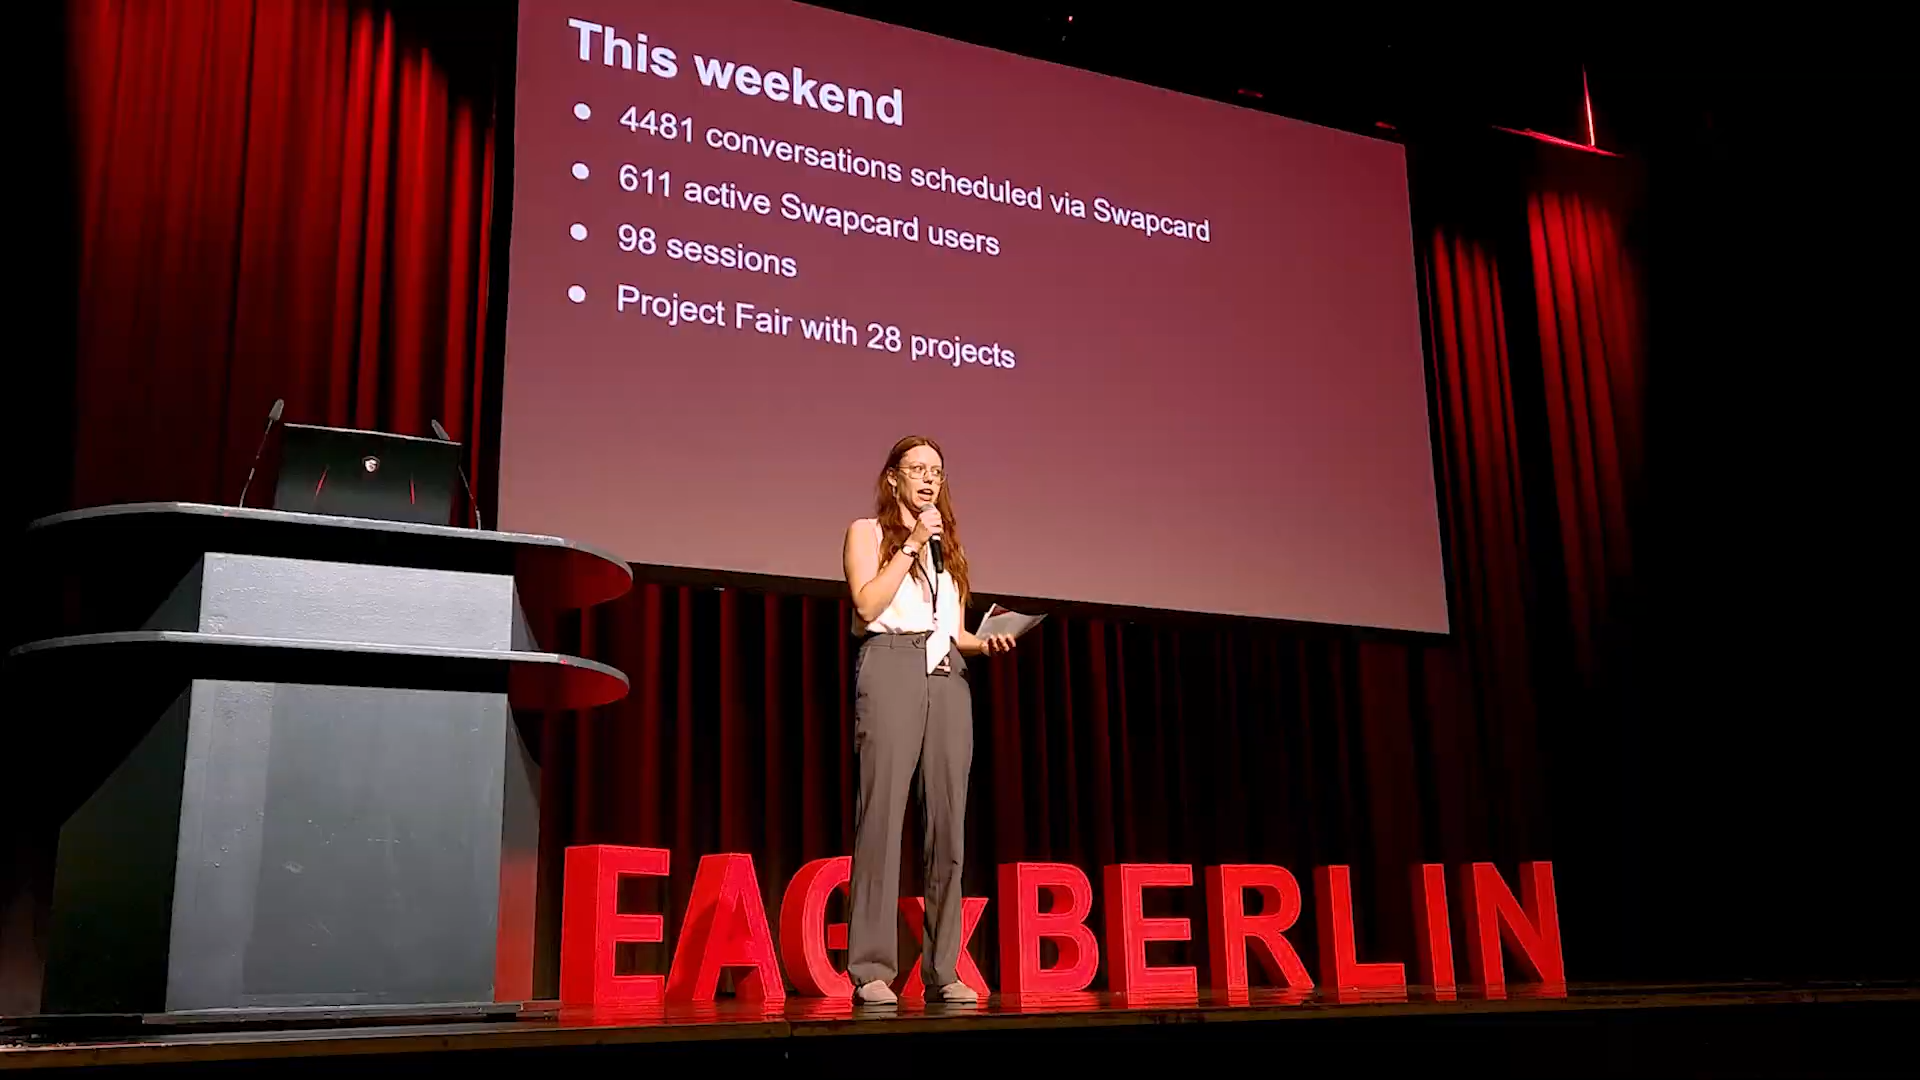 This weekend
• 4481 conversations scheduled via Swapcard
• 611 active Swapcard users
• 98 sessions
• Project Fair with 28 projects
EAGxBERLIN